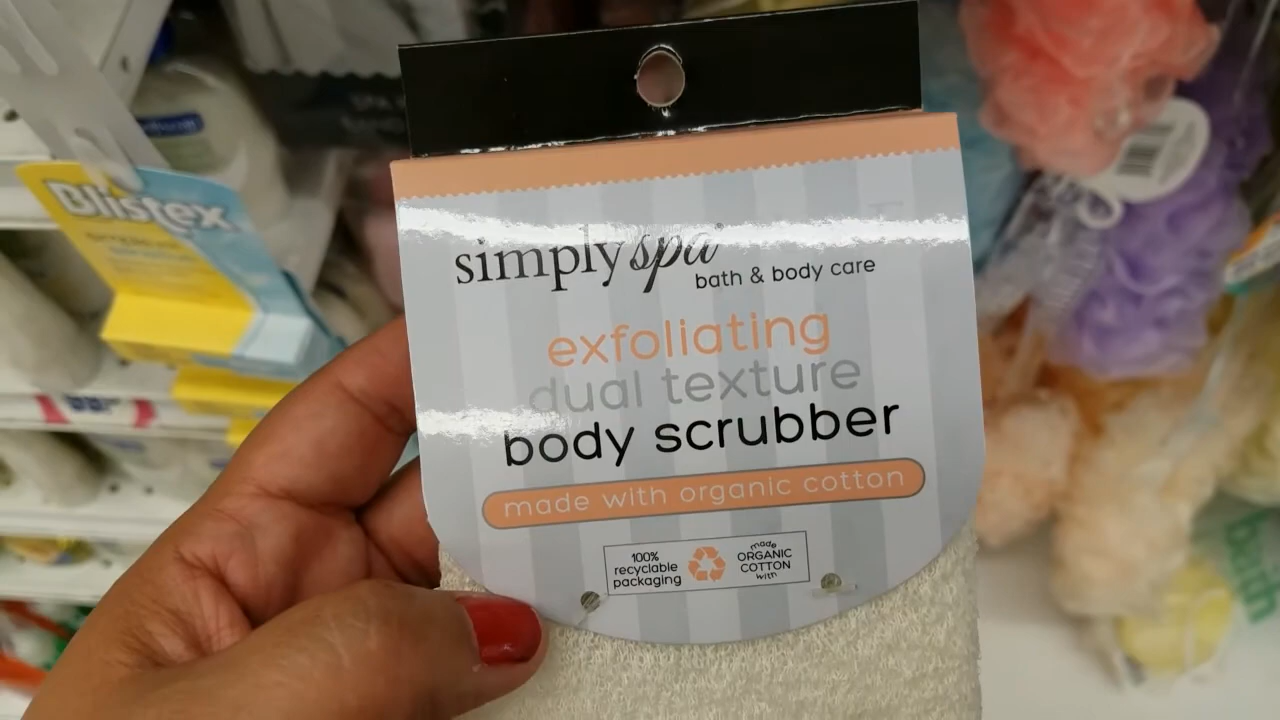 simply spa
bath & body care
exfoliating
dual texture
body scrubber
made with organic cotton
100%
recyclable
packaging
made
ORGANIC
COTTON
with
Blistex